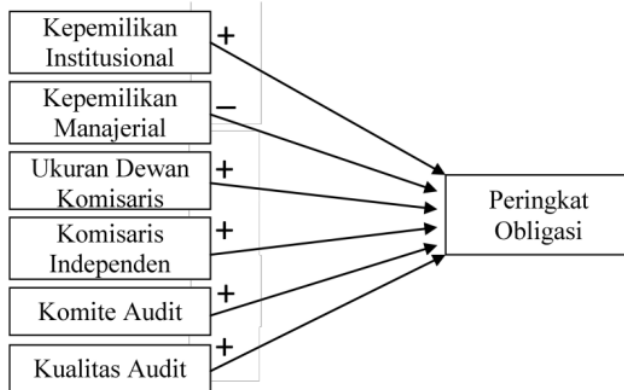 Kepemilikan
Institusional
+
Kepemilikan
Manajerial
−
Ukuran Dewan
Komisaris
+
Komisaris
Independen
+
Komite Audit
+
Kualitas Audit
+
Peringkat
Obligasi